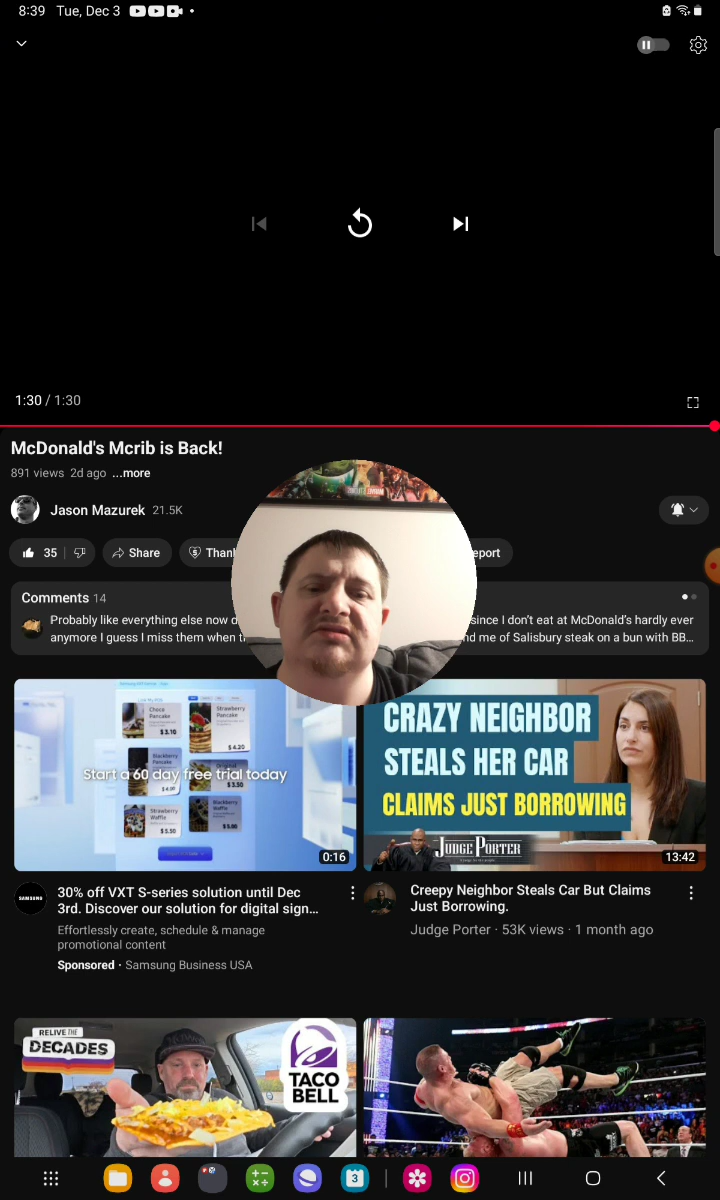 8:39 Tue, Dec 3
1:30 / 1:30
McDonald's Mcrib is Back!
891 views 2d ago ...more
Jason Mazurek 21.5K
35 Share Thank eport
Comments 14
Probably like everything else now d since I don't eat at McDonald's hardly ever
anymore I guess I miss them when t nd me of Salisbury steak on a bun with BB...
Choco
Pancake
$3.10
Strawberry
Pancake
$4.20
Blackberry
Pancake
Start a 60 day free trial today
$3.50
Strawberry
Waffle
$5.50
Blackberry
Waffle
0:16
CRAZY NEIGHBOR
STEALS HER CAR
CLAIMS JUST BORROWING
JUDGE PORTER
13:42
SAMSUNG
30% off VXT S-series solution until Dec
3rd. Discover our solution for digital sign...
Effortlessly create, schedule & manage
promotional content
Sponsored · Samsung Business USA
Creepy Neighbor Steals Car But Claims
Just Borrowing.
Judge Porter · 53K views · 1 month ago
RELIVE THE
DECADES
TACO
BELL
3